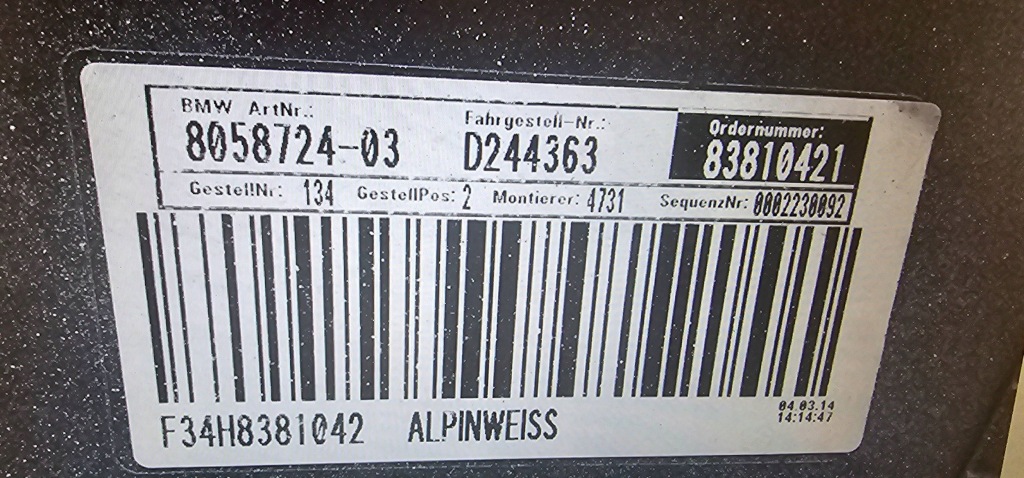 BMW ArtNr.: Fahrgestell-Nr.: Ordernummer:
8058724-03 D244363 83810421
GestellNr: 134 GestellPos: 2 Montierer: 4731 SequenzNr: 0002230092
F34H8381042 ALPINWEISS
04.03.14
14:14:47